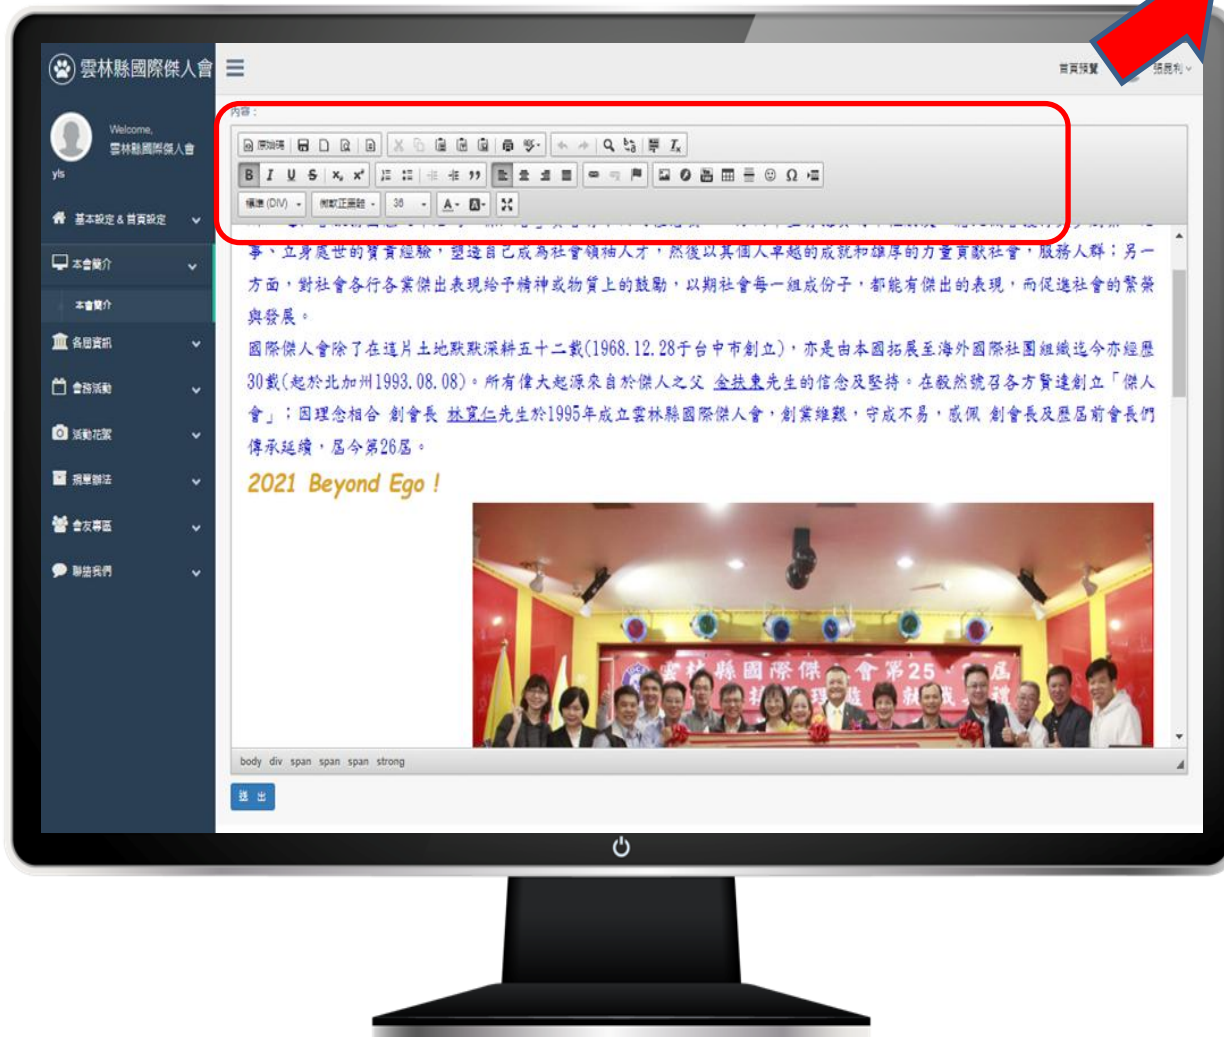 雲林縣國際傑人會
首頁預覽
張昆利
Welcome,
雲林縣國際傑人會
yls
基本設定 & 首頁設定
本會簡介
本會簡介
各屆資訊
會務活動
活動花絮
規章辦法
會友專區
聯絡我們
內容：
原始碼
B I U S x₂ x²
標準 (DIV) 微軟正黑體 36 A A
事、立身處世的寶貴經驗，塑造自己成為社會領袖人才，然後以其個人卓越的成就和雄厚的力量貢獻社會，服務人群；另一
方面，對社會各行各業傑出表現給予精神或物質上的鼓勵，以期社會每一組成份子，都能有傑出的表現，而促進社會的繁榮
與發展。
國際傑人會除了在這片土地默默深耕五十二載(1968.12.28于台中市創立)，亦是由本國拓展至海外國際社團組織迄今亦經歷
30載(起於北加州1993.08.08)。所有偉大起源來自於傑人之父 金扶東先生的信念及堅持。在毅然號召各方賢達創立「傑人
會」；因理念相合 創會長 林寬仁先生於1995年成立雲林縣國際傑人會，創業維艱，守成不易，感佩 創會長及歷屆前會長們
傳承延續，屆今第26屆。
2021 Beyond Ego !
雲林縣國際傑人會第25、屆
body div span span span strong
送 出